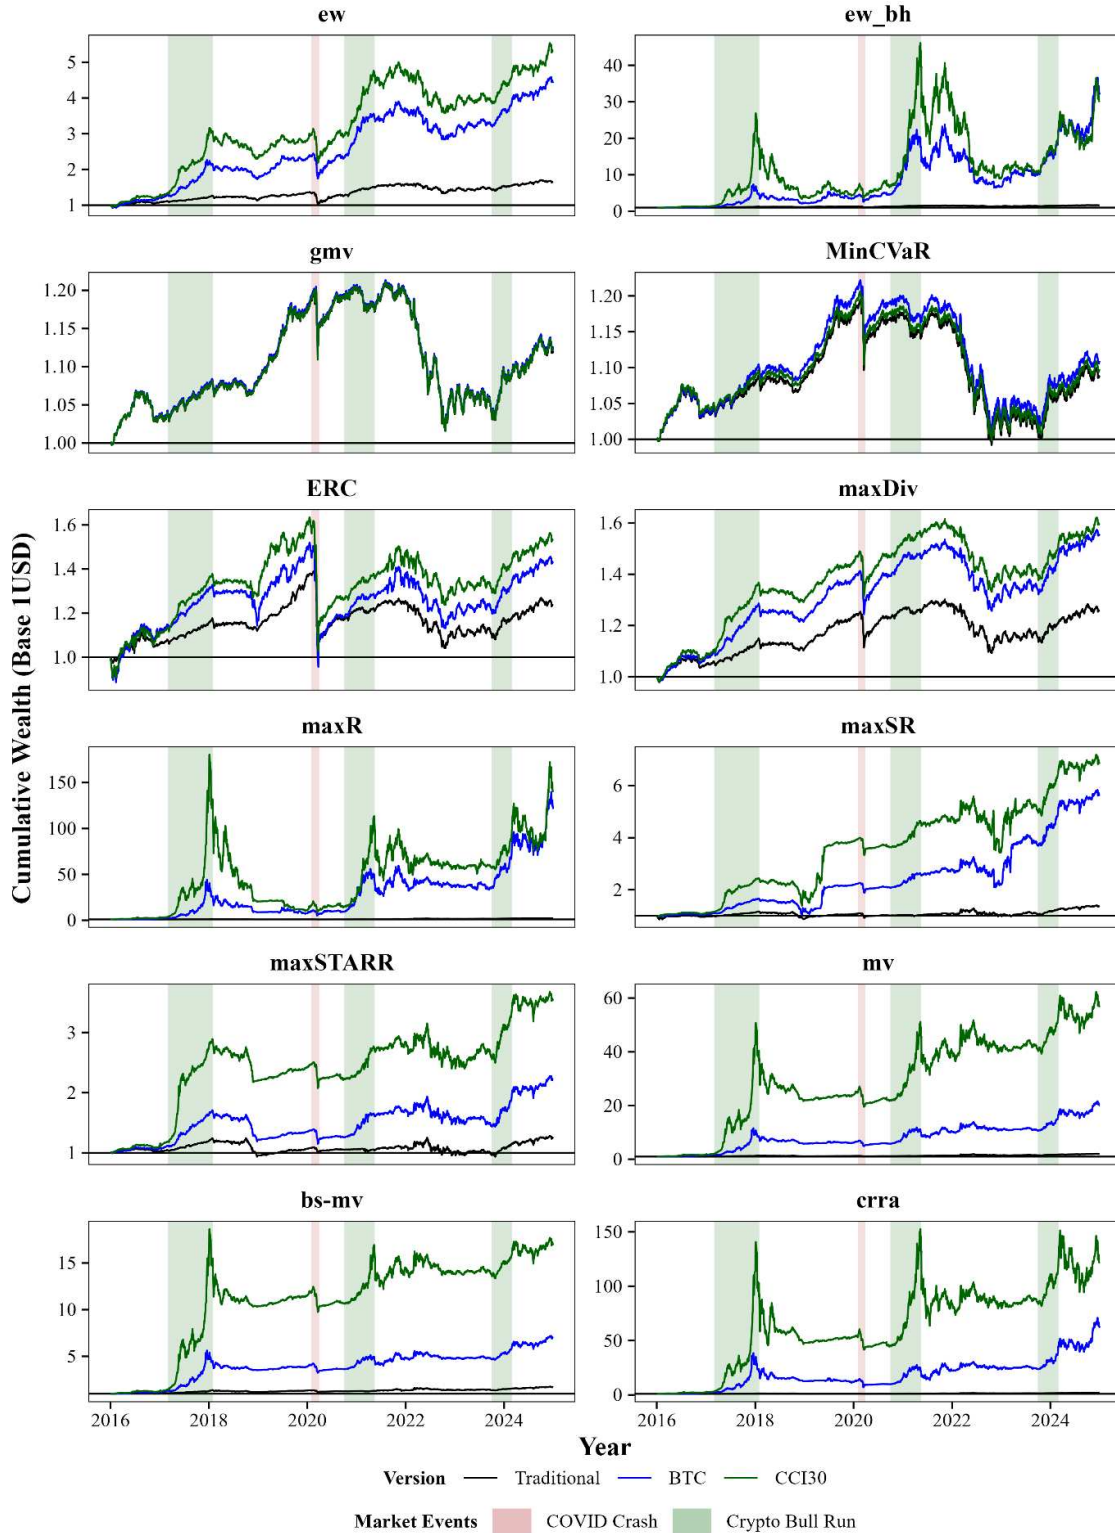 ew
ew_bh
5
4
3
2
1
40
30
20
10
0
gmv
MinCVaR
1.20
1.15
1.10
1.05
1.00
1.20
1.15
1.10
1.05
1.00
ERC
maxDiv
1.6
1.4
1.2
1.0
1.6
1.4
1.2
1.0
Cumulative Wealth (Base 1USD)
maxR
maxSR
150
100
50
0
6
4
2
maxSTARR
mv
3
2
1
60
40
20
0
bs-mv
crra
15
10
5
150
100
50
0
2016 2018 2020 2022 2024
2016 2018 2020 2022 2024
Year
Version Traditional BTC CCI30
Market Events COVID Crash Crypto Bull Run